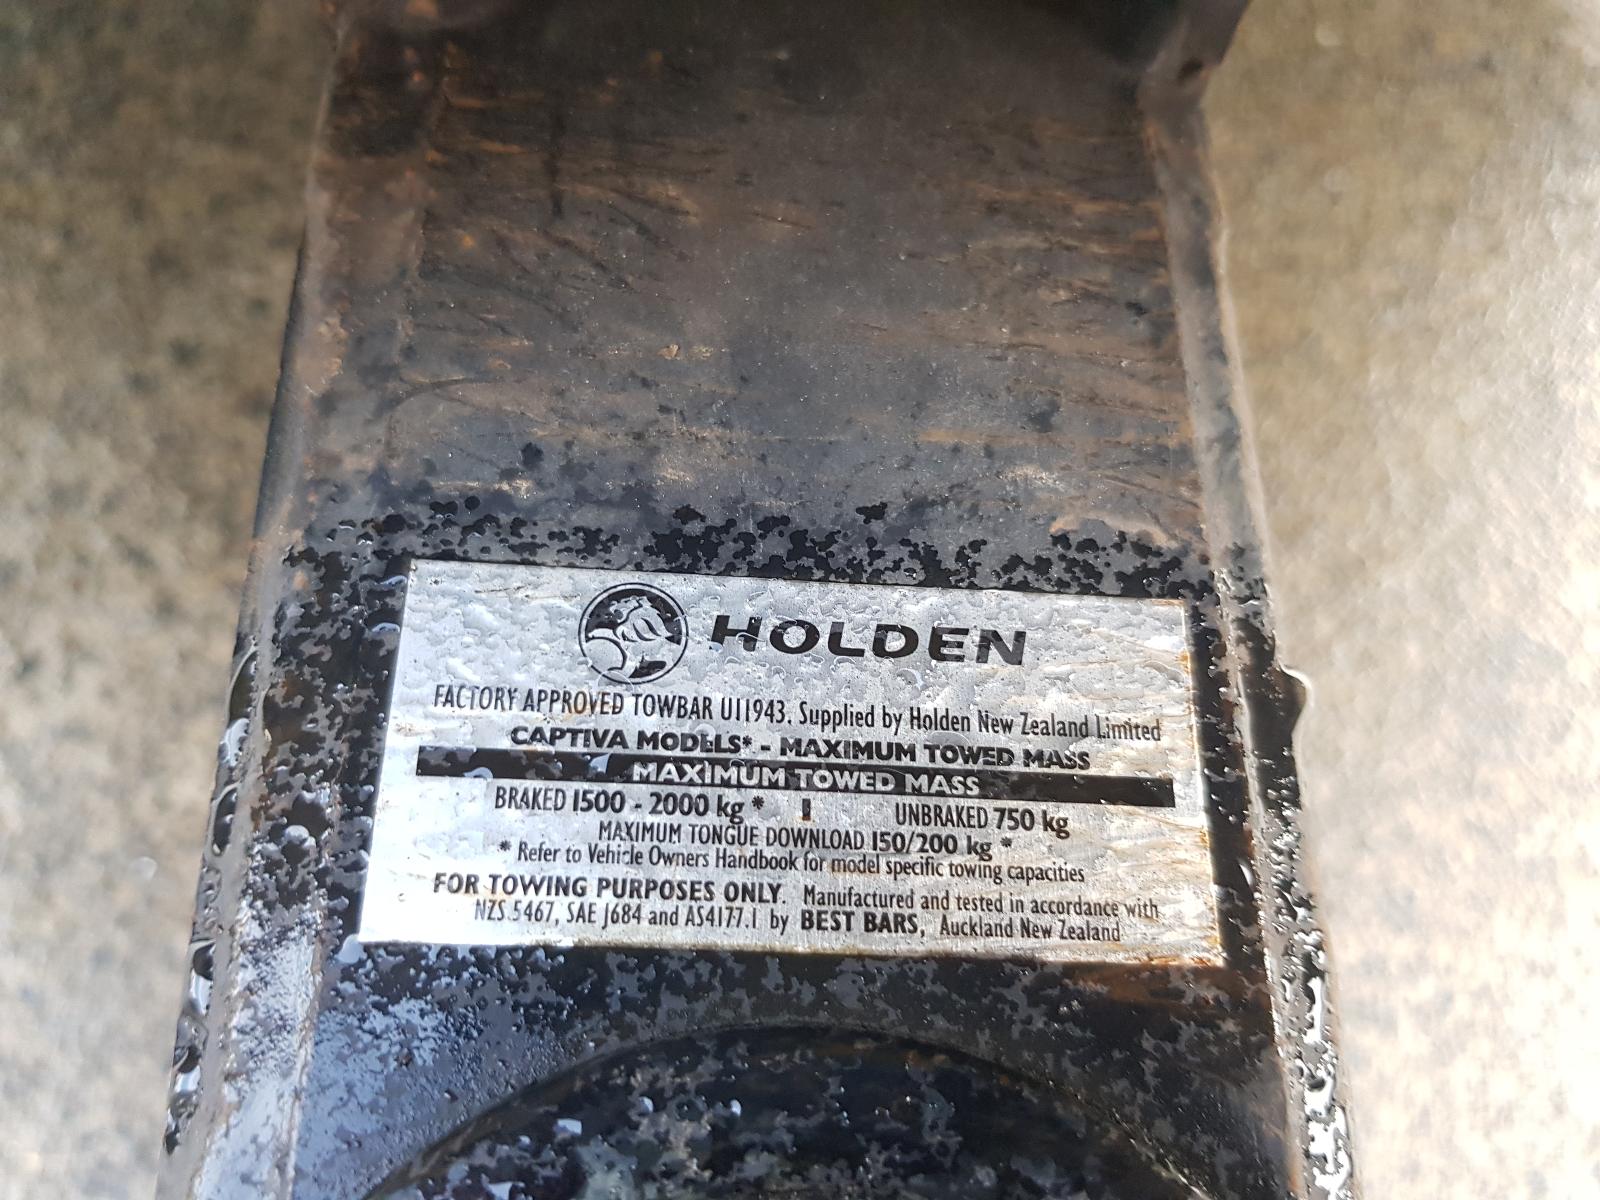 HOLDEN
FACTORY APPROVED TOWBAR U11943. Supplied by Holden New Zealand Limited
CAPTIVA MODELS* - MAXIMUM TOWED MASS
MAXIMUM TOWED MASS
BRAKED 1500 - 2000 kg * UNBRAKED 750 kg
MAXIMUM TONGUE DOWNLOAD 150/200 kg *
* Refer to Vehicle Owners Handbook for model specific towing capacities
FOR TOWING PURPOSES ONLY. Manufactured and tested in accordance with
NZS 5467, SAE J684 and AS4177.1 by BEST BARS, Auckland New Zealand